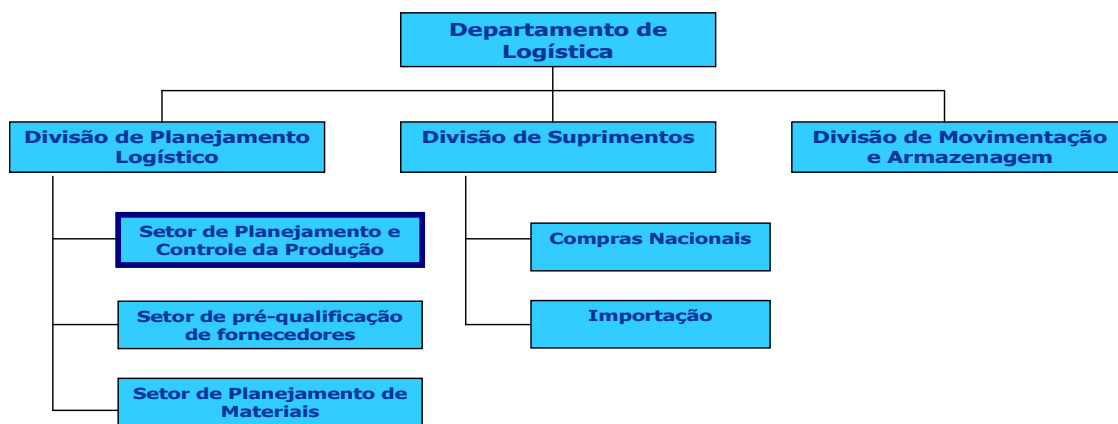 Departamento de
Logística
Divisão de Planejamento
Logístico
Divisão de Suprimentos
Divisão de Movimentação
e Armazenagem
Setor de Planejamento e
Controle da Produção
Compras Nacionais
Setor de pré-qualificação
de fornecedores
Importação
Setor de Planejamento de
Materiais